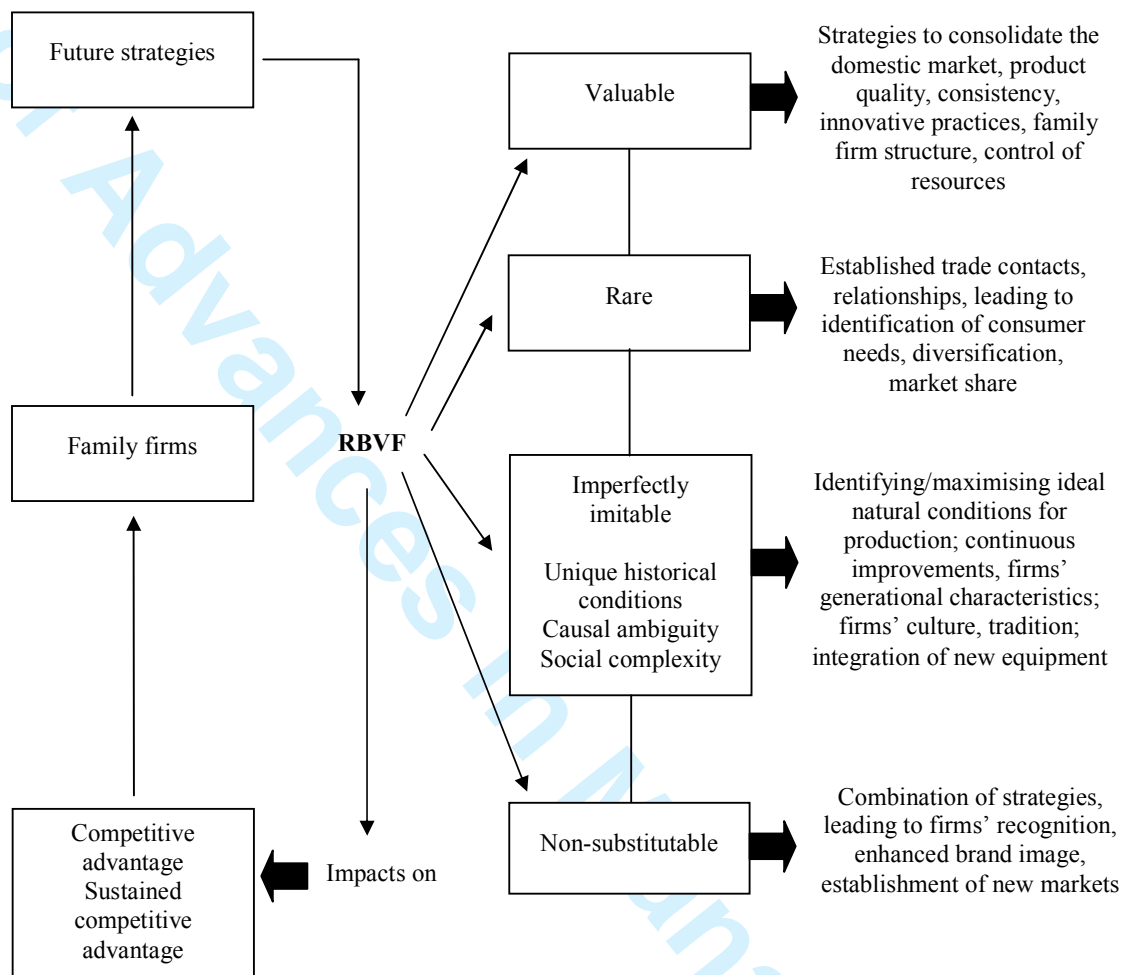 Future strategies
Family firms
Competitive
advantage
Sustained
competitive
advantage
RBVF
Impacts on
Valuable
Strategies to consolidate the
domestic market, product
quality, consistency,
innovative practices, family
firm structure, control of
resources
Rare
Established trade contacts,
relationships, leading to
identification of consumer
needs, diversification,
market share
Imperfectly
imitable
Unique historical
conditions
Causal ambiguity
Social complexity
Identifying/maximising ideal
natural conditions for
production; continuous
improvements, firms’
generational characteristics;
firms’ culture, tradition;
integration of new equipment
Non-substitutable
Combination of strategies,
leading to firms’ recognition,
enhanced brand image,
establishment of new markets
of Advances in